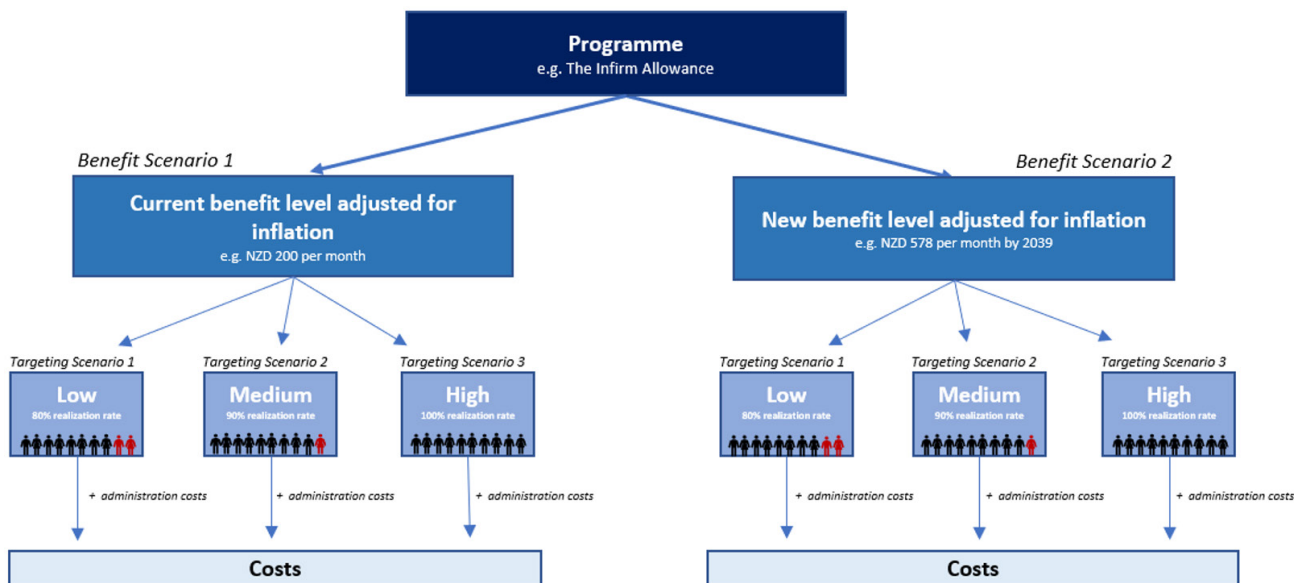 Programme
e.g. The Infirm Allowance
Benefit Scenario 1
Benefit Scenario 2
Current benefit level adjusted for
inflation
e.g. NZD 200 per month
New benefit level adjusted for inflation
e.g. NZD 578 per month by 2039
Targeting Scenario 1
Targeting Scenario 2
Targeting Scenario 3
Targeting Scenario 1
Targeting Scenario 2
Targeting Scenario 3
Low
80% realization rate
Medium
90% realization rate
High
100% realization rate
Low
80% realization rate
Medium
90% realization rate
High
100% realization rate
+ administration costs
+ administration costs
+ administration costs
+ administration costs
+ administration costs
+ administration costs
Costs
Costs